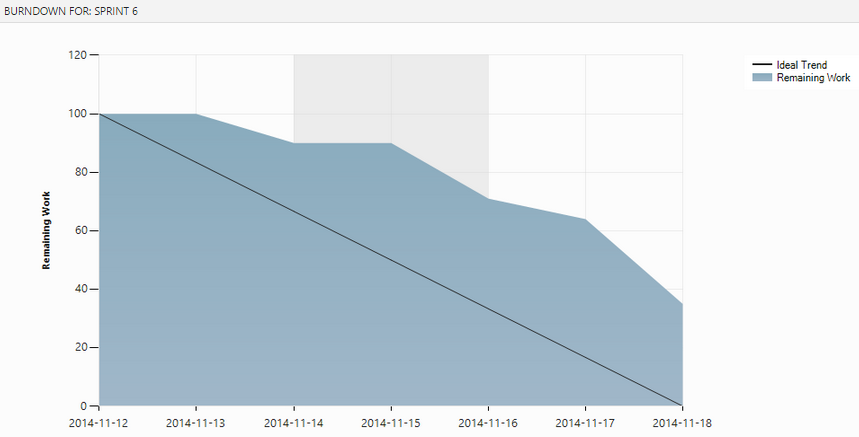 BURNDOWN FOR: SPRINT 6
120
100
80
60
40
20
0
Remaining Work
2014-11-12 2014-11-13 2014-11-14 2014-11-15 2014-11-16 2014-11-17 2014-11-18
Ideal Trend
Remaining Work